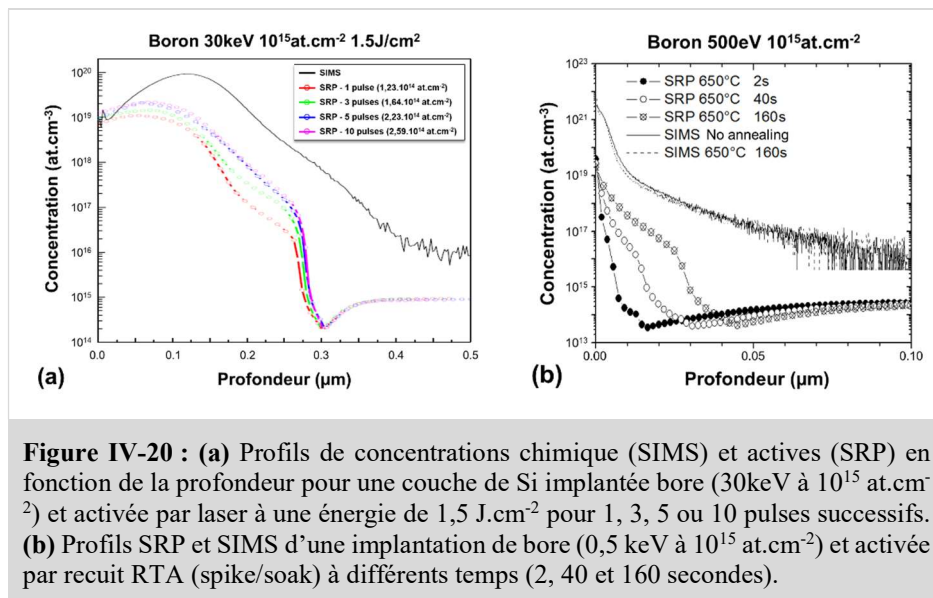 Boron 30keV 10¹⁵at.cm⁻² 1.5J/cm²
Concentration (at.cm⁻³)
10²⁰
10¹⁹
10¹⁸
10¹⁷
10¹⁶
10¹⁵
10¹⁴
SIMS
SRP - 1 pulse (1,23.10¹⁴ at.cm⁻²)
SRP - 3 pulses (1,64.10¹⁴ at.cm⁻²)
SRP - 5 pulses (2,23.10¹⁴ at.cm⁻²)
SRP - 10 pulses (2,59.10¹⁴ at.cm⁻²)
0.0 0.1 0.2 0.3 0.4 0.5
Profondeur (µm)
(a)
Boron 500eV 10¹⁵at.cm⁻²
Concentration (at.cm⁻³)
10²³
10²¹
10¹⁹
10¹⁷
10¹⁵
10¹³
SRP 650°C 2s
SRP 650°C 40s
SRP 650°C 160s
SIMS No annealing
SIMS 650°C 160s
0.00 0.05 0.10
Profondeur (µm)
(b)
Figure IV-20 : (a) Profils de concentrations chimique (SIMS) et actives (SRP) en
fonction de la profondeur pour une couche de Si implantée bore (30keV à 10¹⁵ at.cm⁻
²) et activée par laser à une énergie de 1,5 J.cm⁻² pour 1, 3, 5 ou 10 pulses successifs.
(b) Profils SRP et SIMS d'une implantation de bore (0,5 keV à 10¹⁵ at.cm⁻²) et activée
par recuit RTA (spike/soak) à différents temps (2, 40 et 160 secondes).